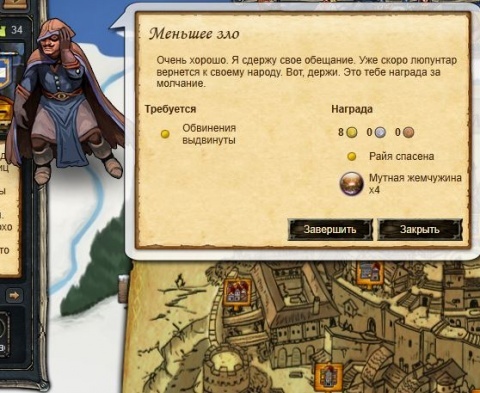 34
Меньшее зло
Очень хорошо. Я сдержу свое обещание. Уже скоро люпунтар
вернется к своему народу. Вот, держи. Это тебе награда за
молчание.
Требуется
Обвинения
выдвинуты
Награда
8 0 0
Райя спасена
Мутная жемчужина
x4
Завершить
Закрыть